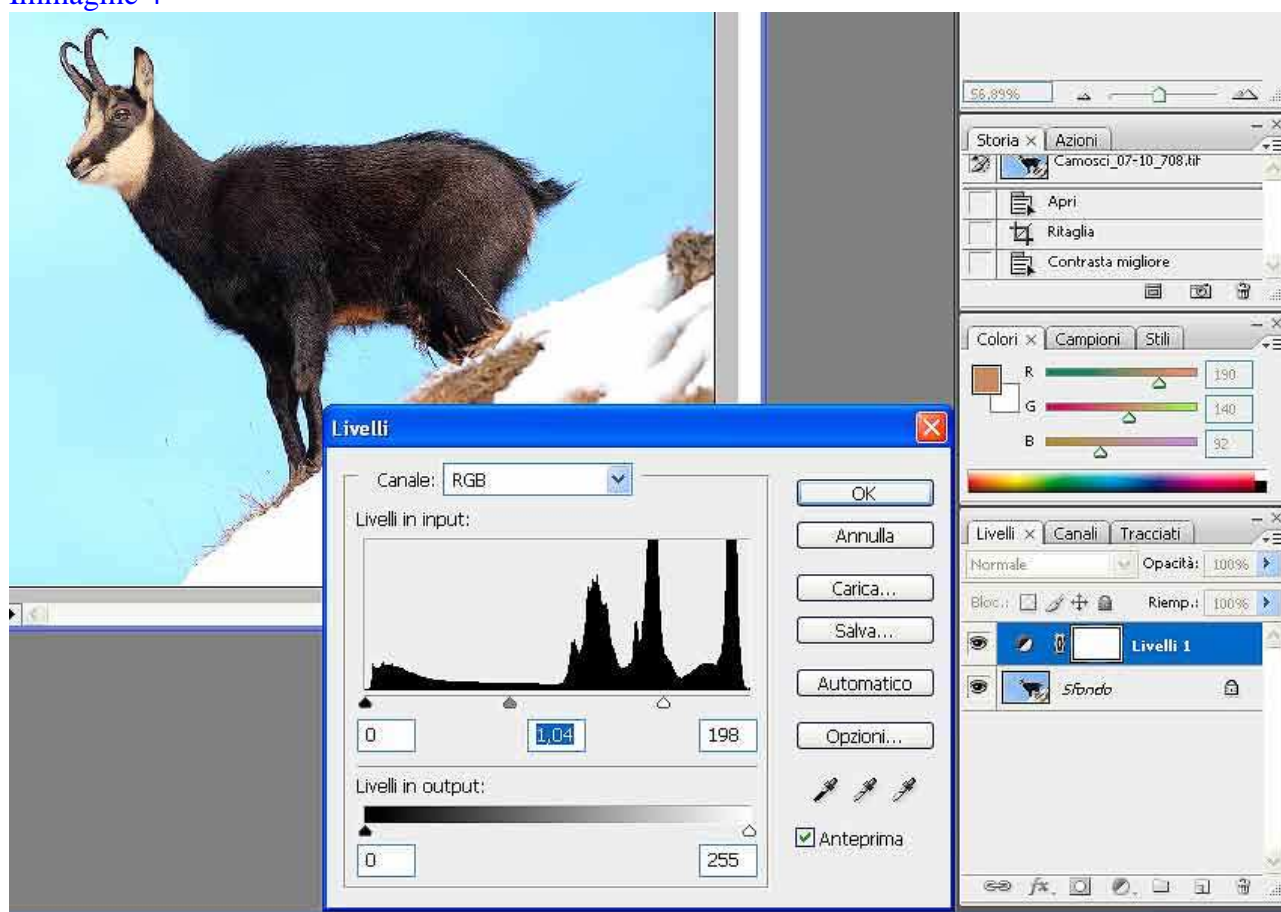 Immagine 4
56,89%
Storia × Azioni
Camosci_07-10_708.tif
Apri
Ritaglia
Contrasta migliore
Colori × Campioni Stili
R 190
G 140
B 92
Livelli
Canale: RGB
Livelli in input:
0 1,04 198
Livelli in output:
0 255
OK
Annulla
Carica...
Salva...
Automatico
Opzioni...
Anteprima
Livelli × Canali Tracciati
Normale Opacità: 100%
Bloc.: Riemp.: 100%
Livelli 1
Sfondo
fx.